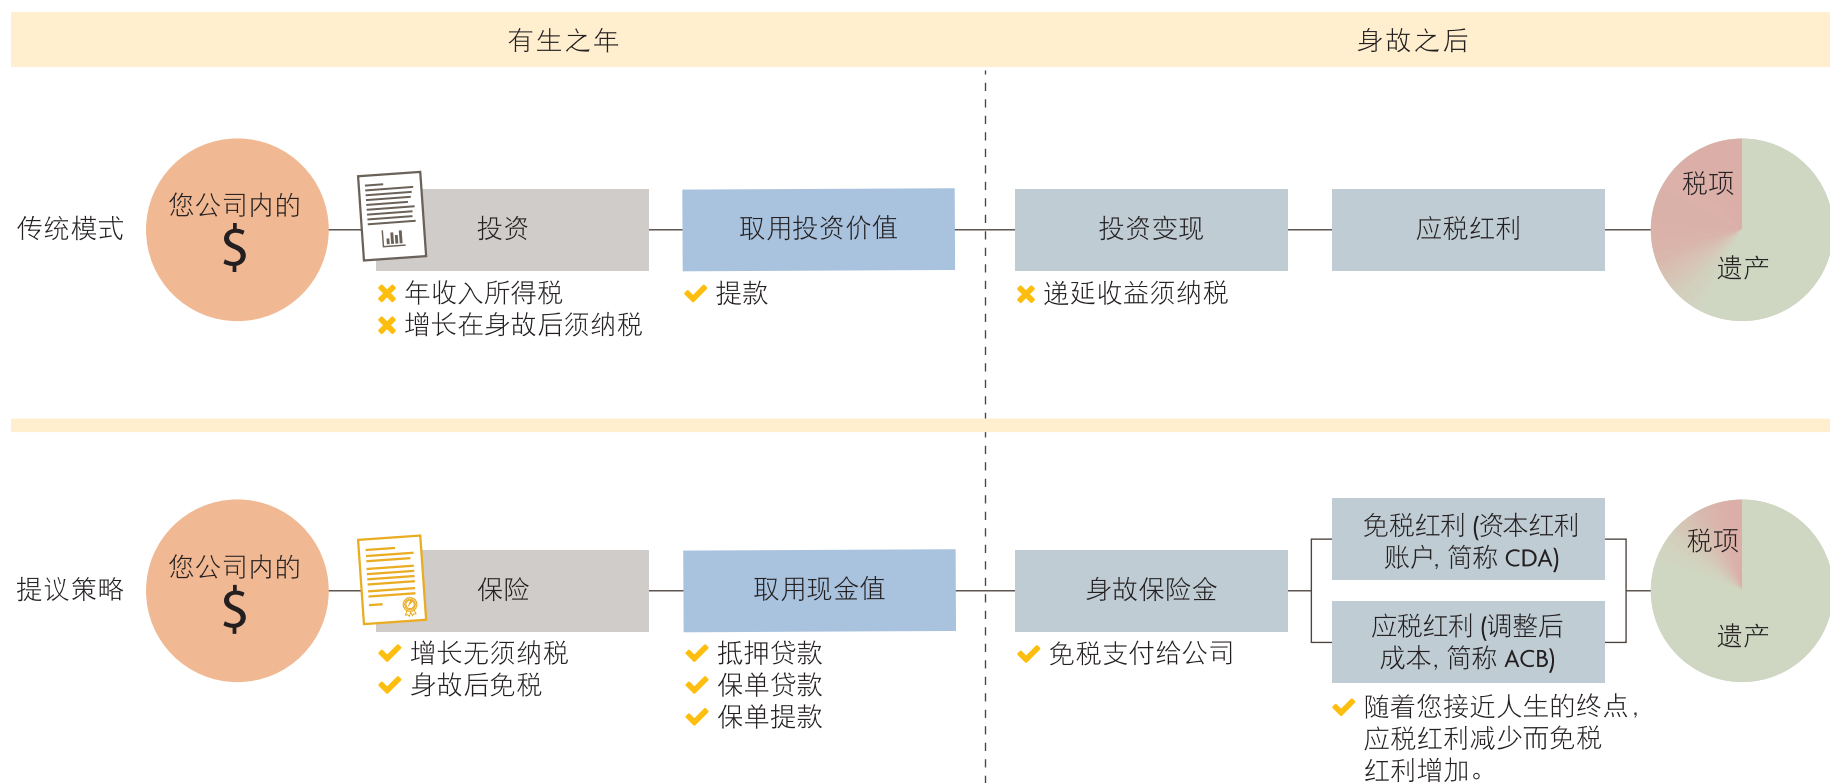 有生之年
身故之后
传统模式
您公司内的
$
投资
年收入所得税
增长在身故后须纳税
取用投资价值
提款
投资变现
递延收益须纳税
应税红利
税项
遗产
提议策略
您公司内的
$
保险
增长无须纳税
身故后免税
取用现金值
抵押贷款
保单贷款
保单提款
身故保险金
免税支付给公司
免税红利 (资本红利
账户, 简称 CDA)
应税红利 (调整后
成本, 简称 ACB)
随着您接近人生的终点,
应税红利减少而免税
红利增加。
税项
遗产